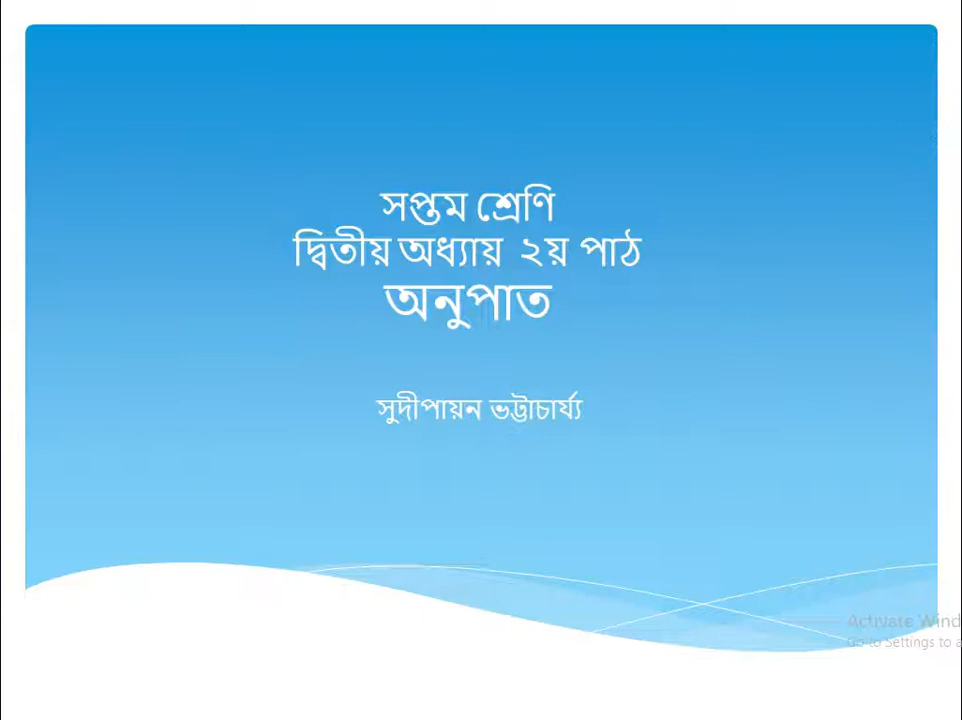 সপ্তম শ্রেণি
দ্বিতীয় অধ্যায় ২য় পাঠ
অনুপাত
সুদীপায়ন ভট্টাচার্য্য
Activate Wind
Go to Settings to a